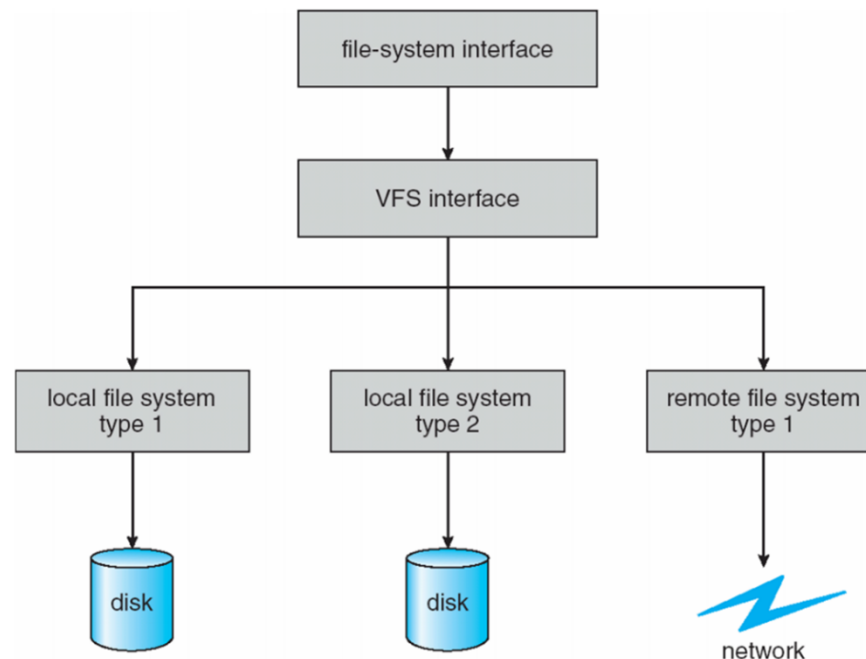 file-system interface
VFS interface
local file system
type 1
local file system
type 2
remote file system
type 1
disk
disk
network